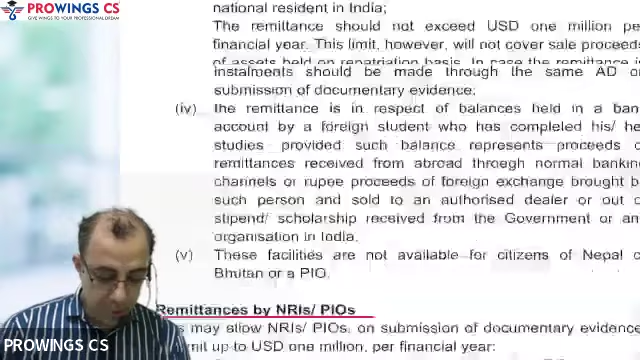 PROWINGS CS
GIVE WINGS TO YOUR PROFESSIONAL DREAM
national resident in India;
The remittance should not exceed USD one million per
financial year. This limit, however, will not cover sale proceeds
of assets held on repatriation basis. In case the remittance is
instalments should be made through the same AD or
submission of documentary evidence;
(iv) the remittance is in respect of balances held in a ban
account by a foreign student who has completed his/ he
studies provided such balance represents proceeds o
remittances received from abroad through normal bankin
channels or rupee proceeds of foreign exchange brought b
such person and sold to an authorised dealer or out o
stipend/ scholarship received from the Government or an
organisation in India.
(v) These facilities are not available for citizens of Nepal o
Bhutan or a PIO.
Remittances by NRIs/ PIOs
may allow NRIs/ PIOs, on submission of documentary evidence
up to USD one million, per financial year:
PROWINGS CS